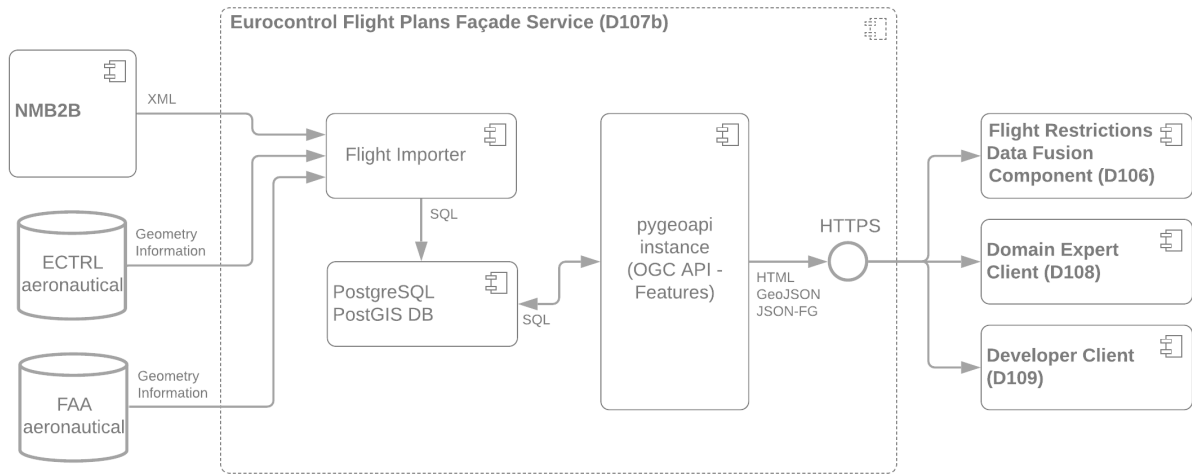 Eurocontrol Flight Plans Façade Service (D107b)
NMB2B
XML
Flight Importer
SQL
Geometry
Information
ECTRL
aeronautical
PostgreSQL
PostGIS DB
SQL
Geometry
Information
FAA
aeronautical
pygeoapi
instance
(OGC API -
Features)
HTML
GeoJSON
JSON-FG
HTTPS
Flight Restrictions
Data Fusion
Component (D106)
Domain Expert
Client (D108)
Developer Client
(D109)